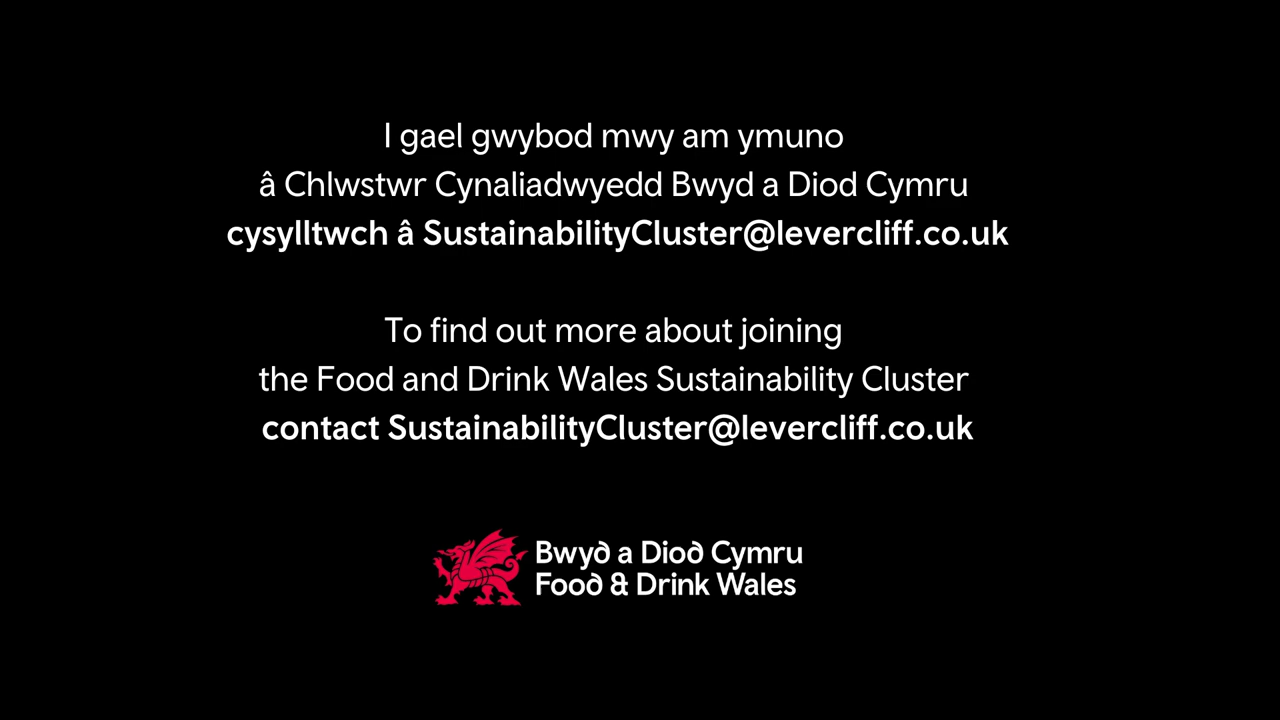 I gael gwybod mwy am ymuno
â Chlwstwr Cynaliadwyedd Bwyd a Diod Cymru
cysylltwch â SustainabilityCluster@levercliff.co.uk
To find out more about joining
the Food and Drink Wales Sustainability Cluster
contact SustainabilityCluster@levercliff.co.uk
Bwyd a Diod Cymru
Food & Drink Wales